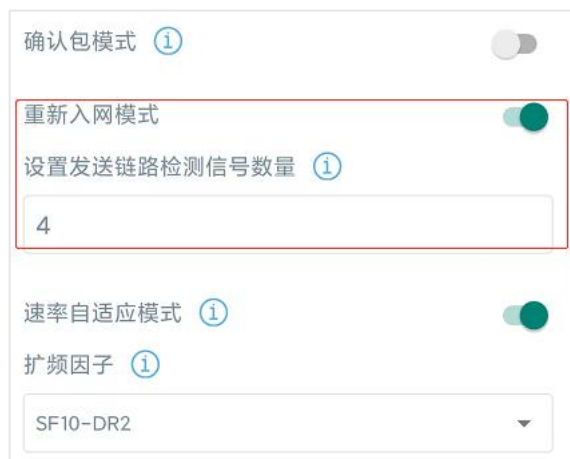 确认包模式
重新入网模式
设置发送链路检测信号数量
4
速率自适应模式
扩频因子
SF10-DR2